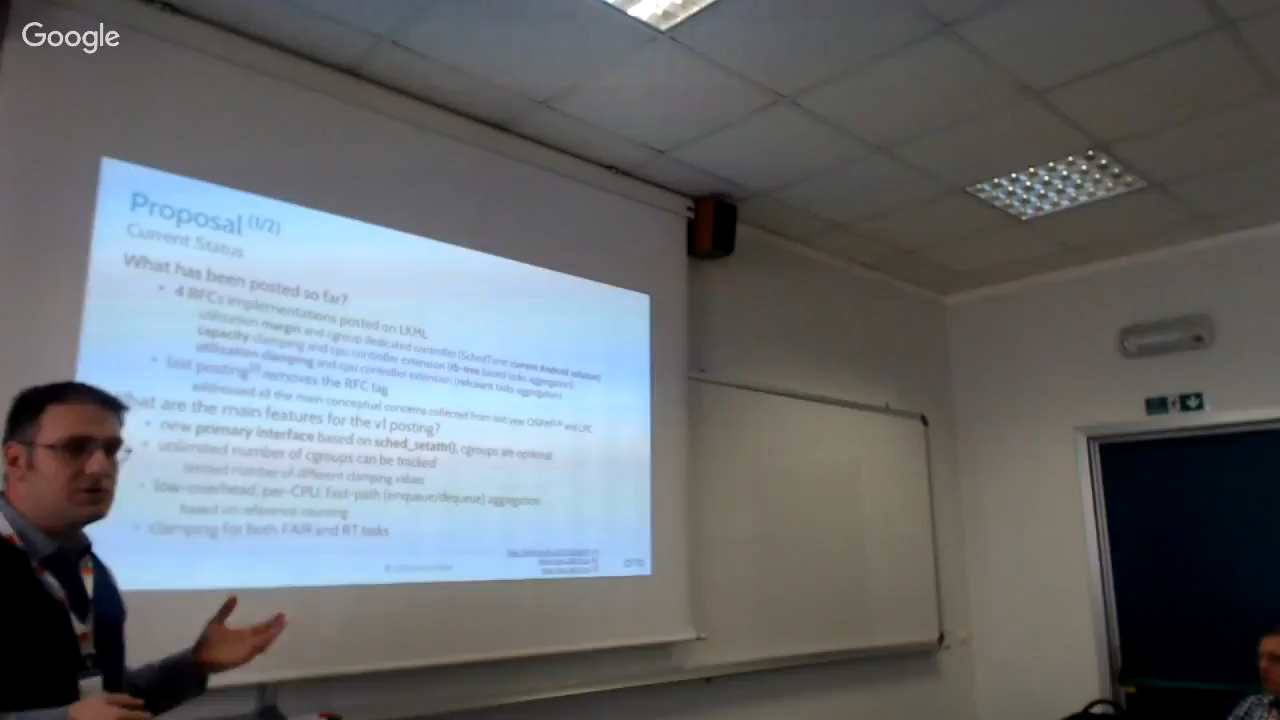 Google
Proposal (1/2)
Current Status
What has been posted so far?
4 RFCs implementations posted on LKML
utilization margin and cgroup dedicated controller (SchedTune: current Android solution)
capacity clamping and cpu controller extension (rb-tree based tasks aggregation)
utilization clamping and cpu controller extension (refcount tasks aggregation)
last posting removes the RFC tag
addressed all the main conceptual concerns collected from last year OSPM and LPC
What are the main features for the v1 posting?
new primary interface based on sched_setattr(), cgroups are optional
unlimited number of cgroups can be tracked
limited number of different clamping values
low-overhead, per-CPU, fast-path (enqueue/dequeue) aggregation
based on reference counting
clamping for both FAIR and RT tasks
arm